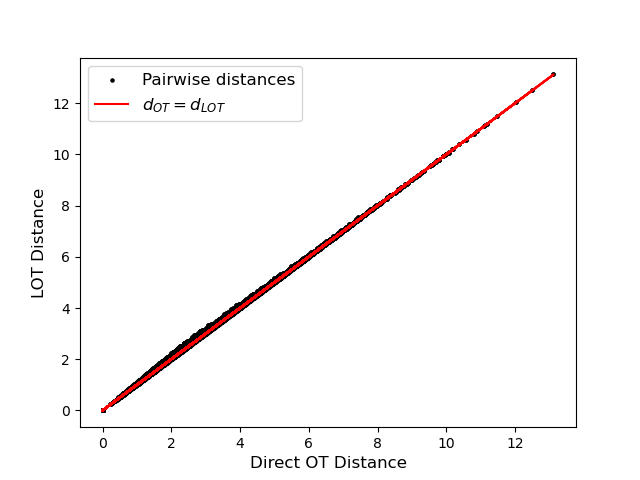 Pairwise distances
d_OT = d_LOT
12
10
8
6
4
2
0
LOT Distance
0 2 4 6 8 10 12
Direct OT Distance